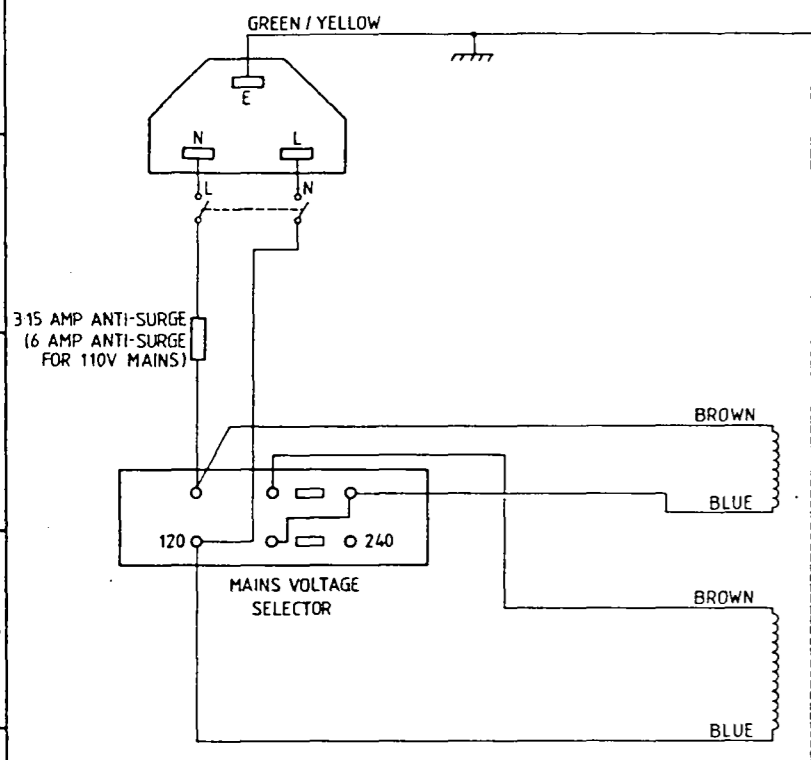 GREEN / YELLOW
E
N
L
L
N
3·15 AMP ANTI-SURGE
(6 AMP ANTI-SURGE
FOR 110V MAINS)
BROWN
BLUE
120
240
MAINS VOLTAGE
SELECTOR
BROWN
BLUE